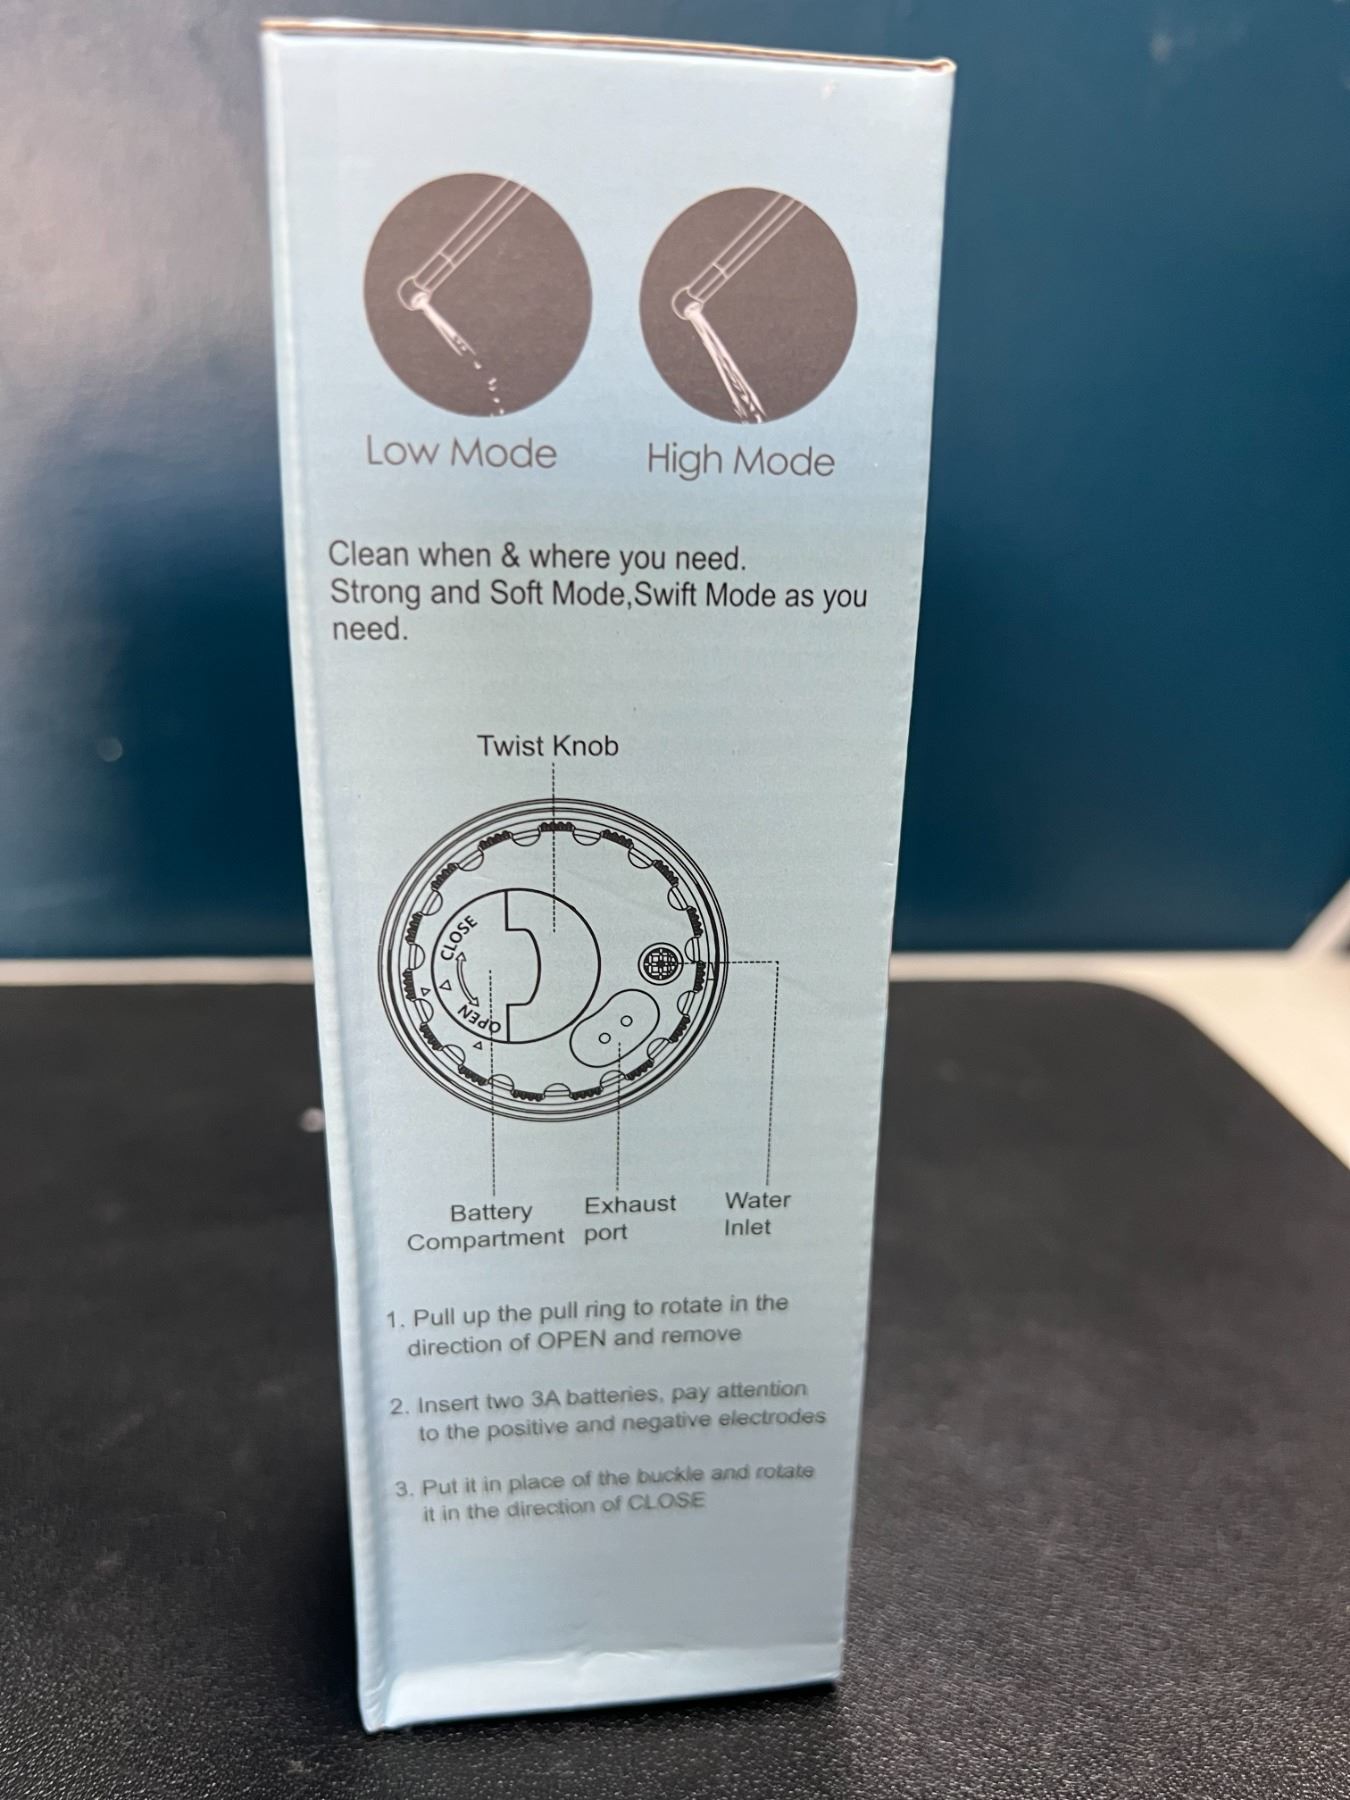 Low Mode
High Mode
Clean when & where you need.
Strong and Soft Mode,Swift Mode as you
need.
Twist Knob
CLOSE
OPEN
Battery
Compartment
Exhaust
port
Water
Inlet
1. Pull up the pull ring to rotate in the
direction of OPEN and remove
2. Insert two 3A batteries, pay attention
to the positive and negative electrodes
3. Put it in place of the buckle and rotate
it in the direction of CLOSE